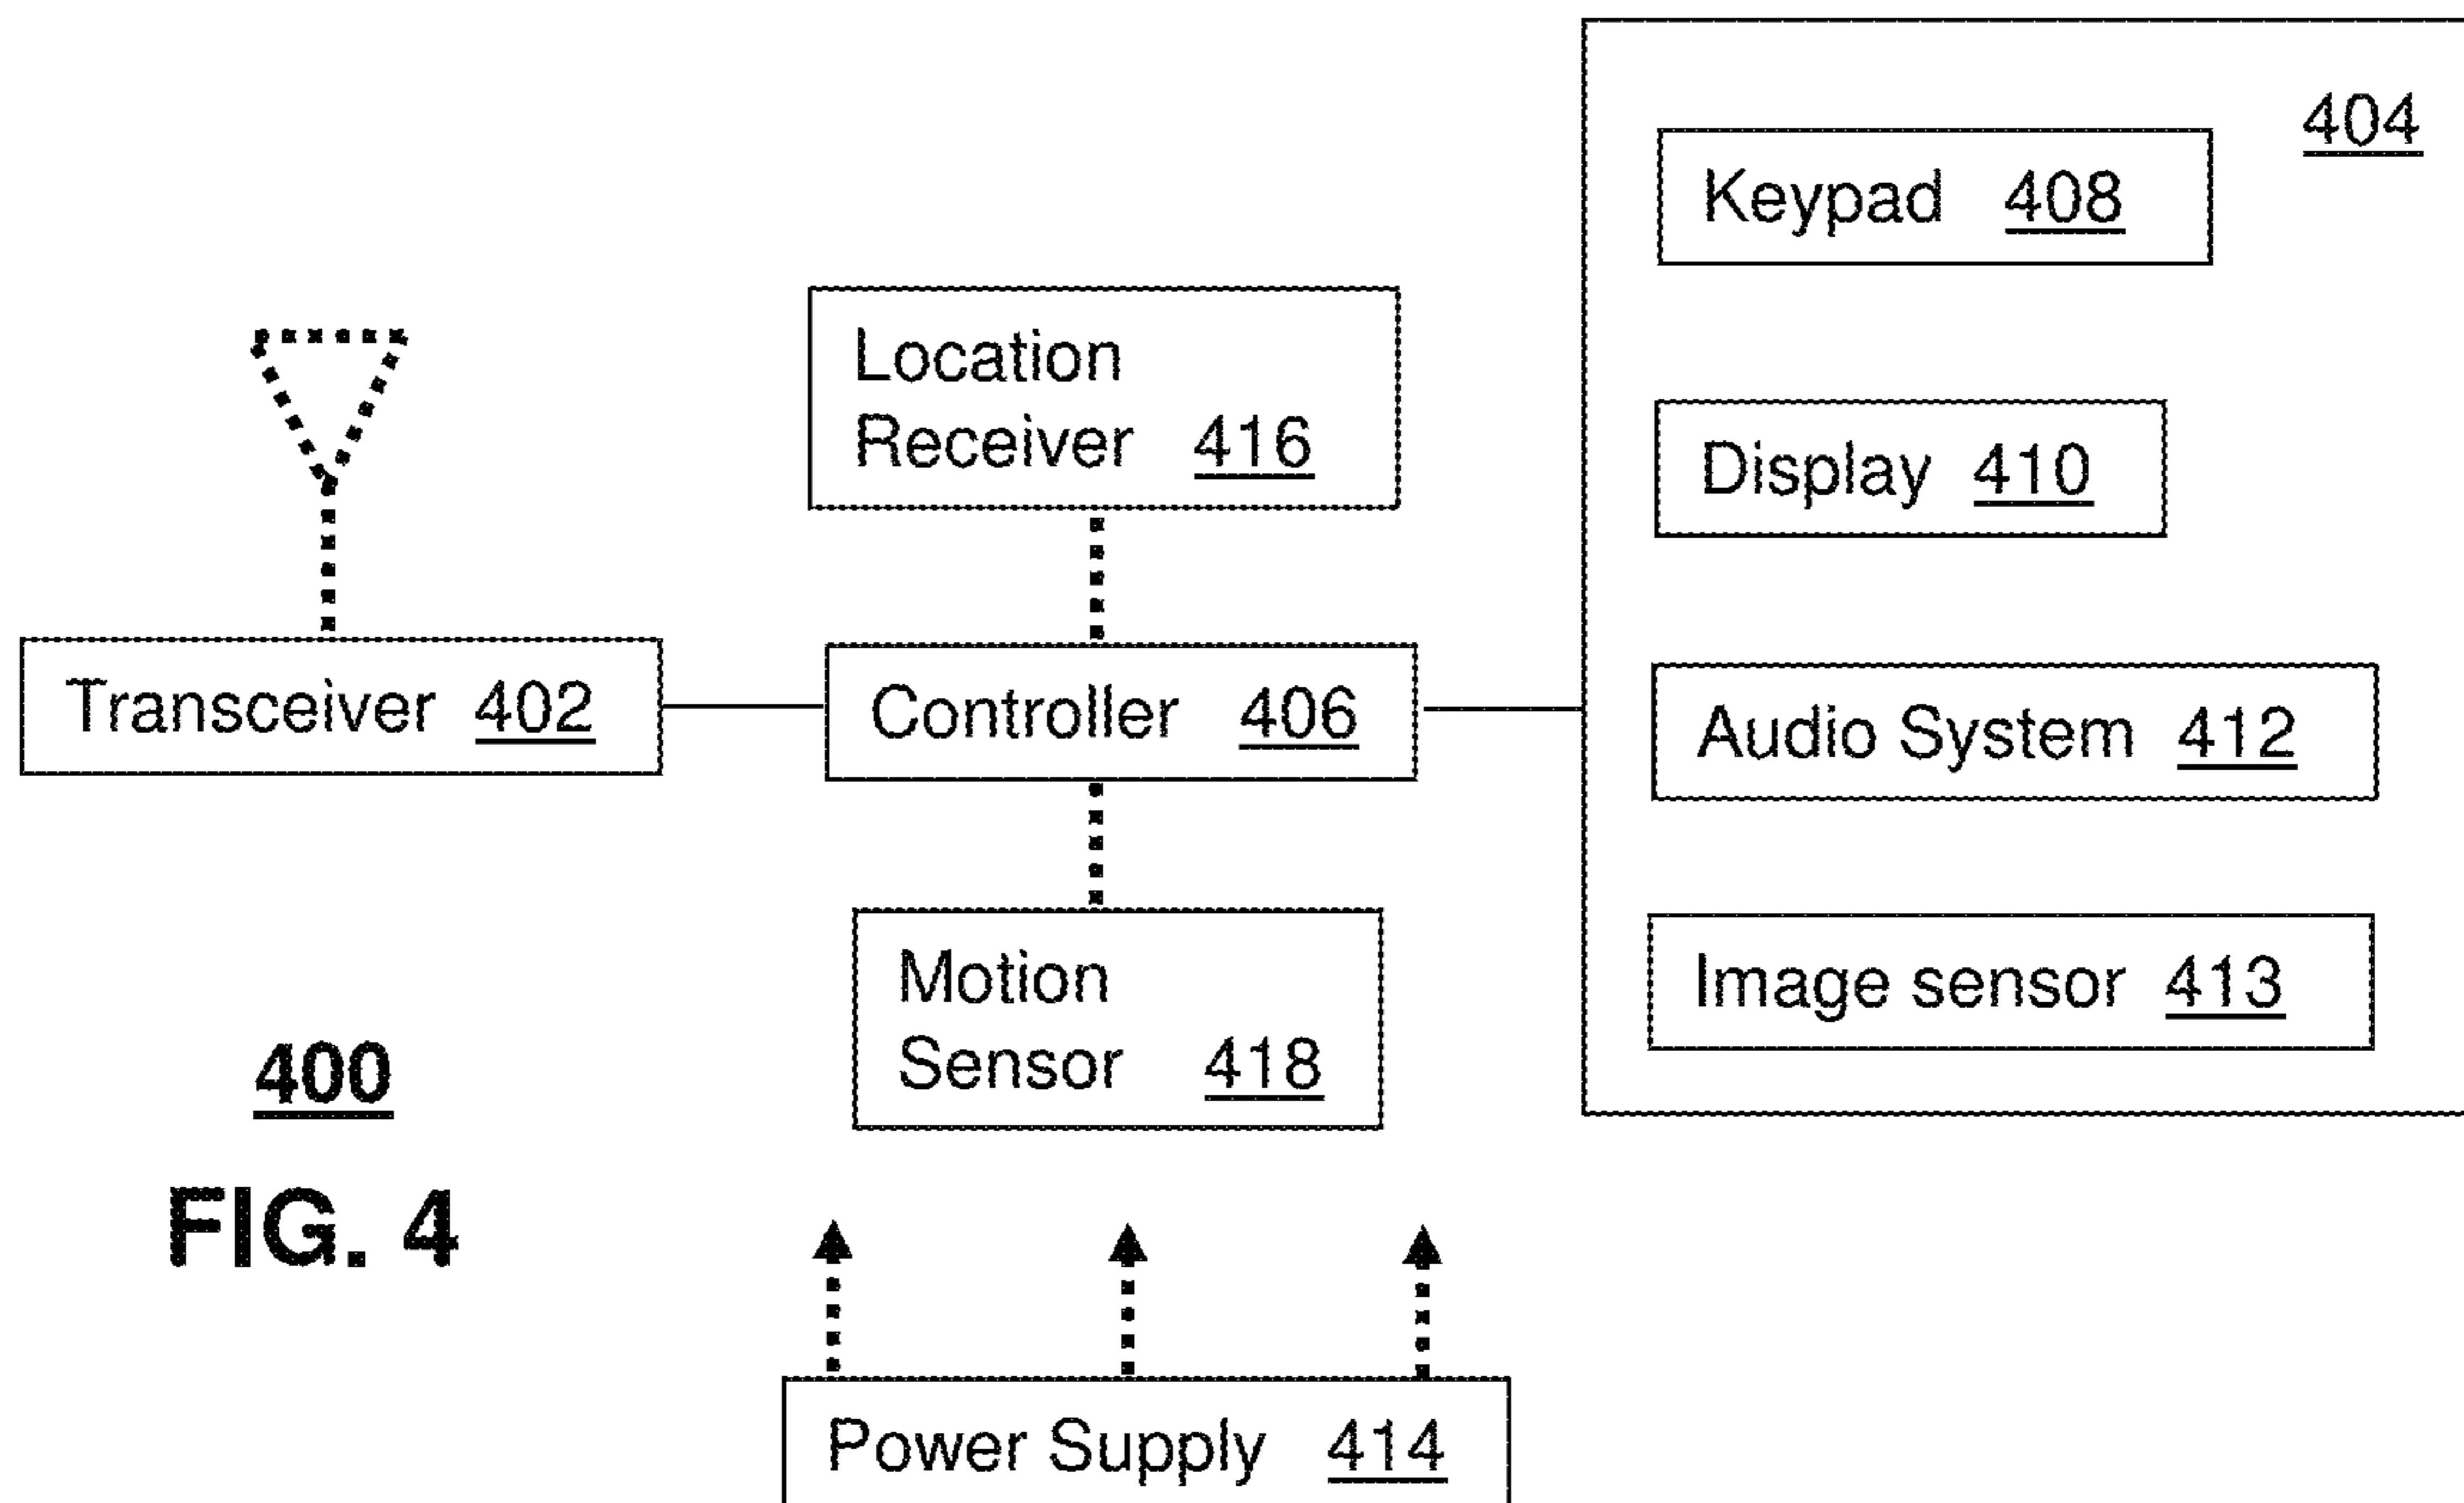 404
Keypad 408
Location
Receiver 416
Display 410
Transceiver 402
Controller 406
Audio System 412
Motion
Sensor 418
Image sensor 413
400
FIG. 4
Power Supply 414